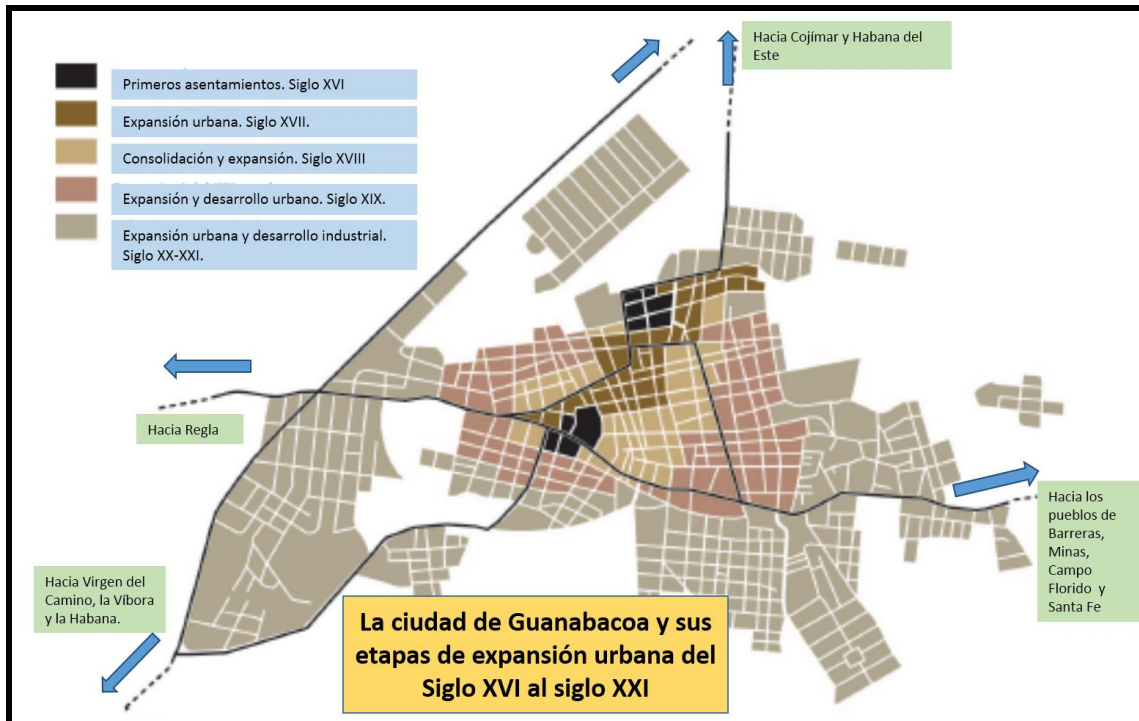 Hacia Cojímar y Habana del
Este
Primeros asentamientos. Siglo XVI
Expansión urbana. Siglo XVII.
Consolidación y expansión. Siglo XVIII
Expansión y desarrollo urbano. Siglo XIX.
Expansión urbana y desarrollo industrial.
Siglo XX-XXI.
Hacia Regla
Hacia los
pueblos de
Barreras,
Minas,
Campo
Florido y
Santa Fe
Hacia Virgen del
Camino, la Víbora
y la Habana.
La ciudad de Guanabacoa y sus
etapas de expansión urbana del
Siglo XVI al siglo XXI